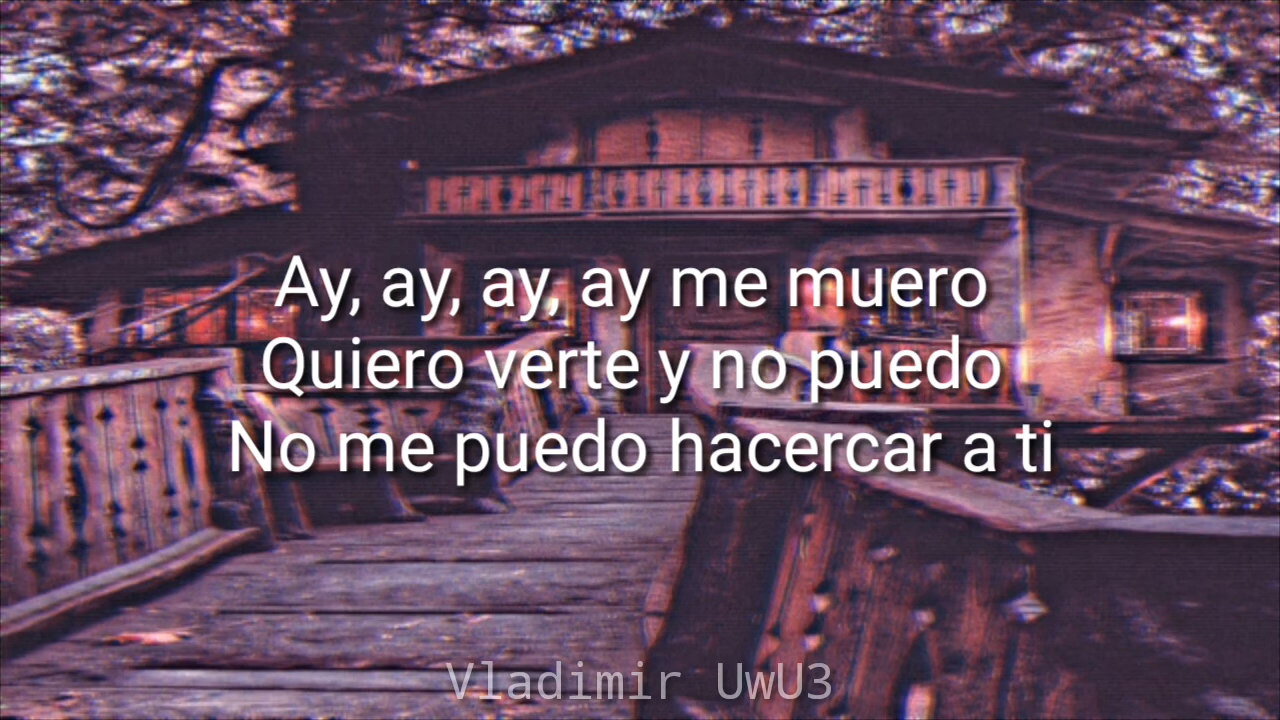 Ay, ay, ay, ay me muero
Quiero verte y no puedo
No me puedo hacercar a ti
Vladimir UwU3